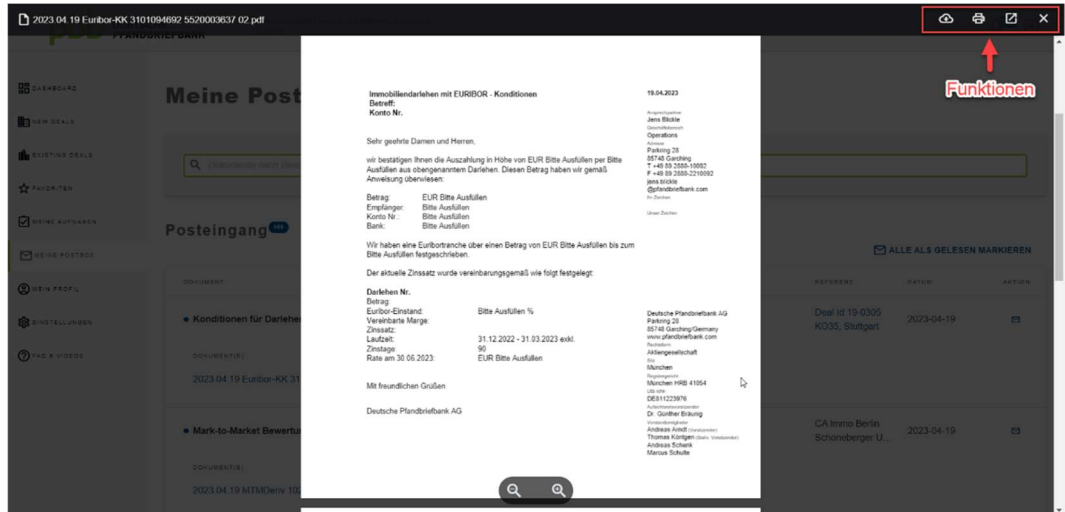 2023 04 19 Euribor-KK 3101094692 5520003637 02.pdf
Funktionen
PFANDBRIEFBANK
DASHBOARD
NEW DEALS
EXISTING DEALS
FAVORITEN
MEINE AUFGABEN
MEINE POSTBOX
MEIN PROFIL
EINSTELLUNGEN
FAQ & VIDEOS
Meine Post
Posteingang
ALLE ALS GELESEN MARKIEREN
DOKUMENT
REFERENZ
DATUM
AKTION
Konditionen für Darlehen
Deal Id 19-0305
KO35, Stuttgart
2023-04-19
DOKUMENT(E)
2023 04 19 Euribor-KK 31
Mark-to-Market Bewertu
CA Immo Berlin
Schöneberger U...
2023-04-19
DOKUMENT(E)
2023 04 19 MTMDeriv 102
Immobiliendarlehen mit EURIBOR - Konditionen
Betreff:
Konto Nr.
Sehr geehrte Damen und Herren,
wir bestätigen Ihnen die Auszahlung in Höhe von EUR Bitte Ausfüllen per Bitte
Ausfüllen aus obengenanntem Darlehen. Diesen Betrag haben wir gemäß
Anweisung überwiesen:
Betrag: EUR Bitte Ausfüllen
Empfänger: Bitte Ausfüllen
Konto Nr.: Bitte Ausfüllen
Bank: Bitte Ausfüllen
Wir haben eine Euribortranche über einen Betrag von EUR Bitte Ausfüllen bis zum
Bitte Ausfüllen festgeschrieben.
Der aktuelle Zinssatz wurde vereinbarungsgemäß wie folgt festgelegt:
Darlehen Nr.
Betrag:
Euribor-Einstand: Bitte Ausfüllen %
Vereinbarte Marge:
Zinssatz:
Laufzeit: 31.12.2022 - 31.03.2023 exkl.
Zinstage: 90
Rate am 30.06.2023: EUR Bitte Ausfüllen
Mit freundlichen Grüßen
Deutsche Pfandbriefbank AG
19.04.2023
Ansprechpartner
Jens Blickle
Geschäftsbereich
Operations
Adresse
Parkring 28
85748 Garching
T +49 89 2880-10092
F +49 89 2880-2210092
jens.blickle
@pfandbriefbank.com
Ihr Zeichen
Unser Zeichen
Deutsche Pfandbriefbank AG
Parkring 28
85748 Garching/Germany
www.pfandbriefbank.com
Rechtsform
Aktiengesellschaft
Sitz
München
Registergericht
München HRB 41054
USt-IdNr
DE811223976
Aufsichtsratsvorsitzender
Dr. Günther Bräunig
Vorstandsmitglieder
Andreas Arndt (Vorsitzender)
Thomas Köntgen (Stellv. Vorsitzender)
Andreas Schenk
Marcus Schulte